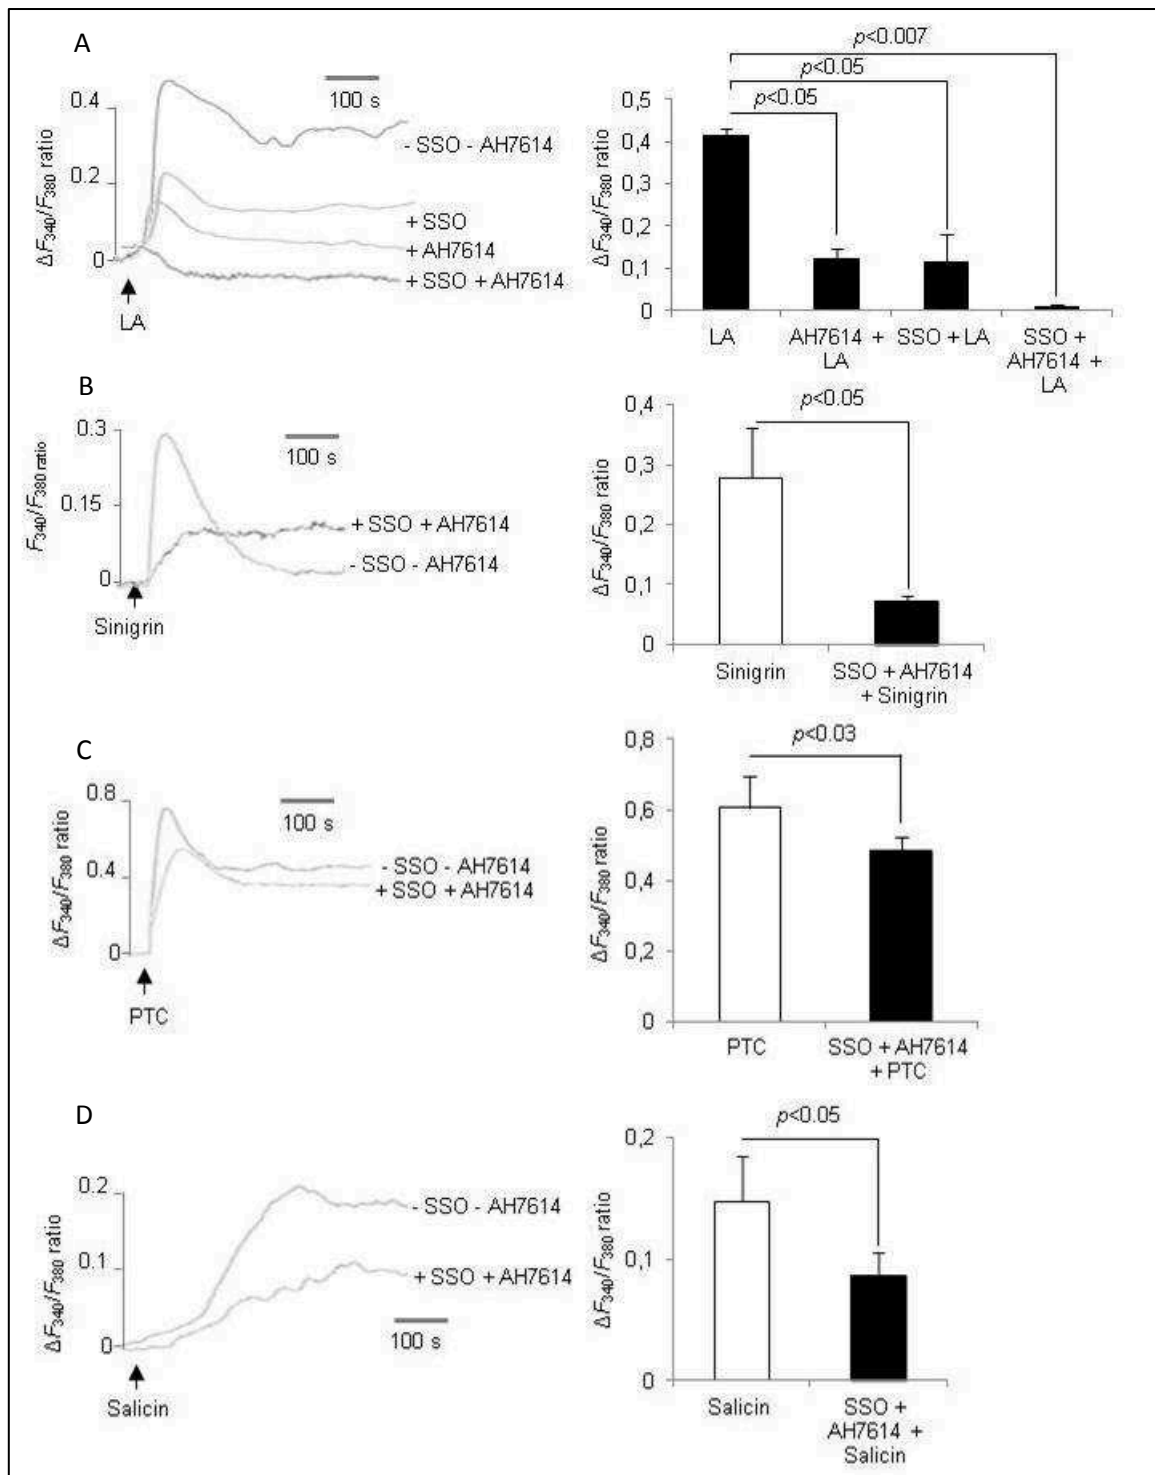 A
ΔF340/F380 ratio
0.4
0.2
0
100 s
- SSO - AH7614
+ SSO
+ AH7614
+ SSO + AH7614
LA
p<0.007
p<0.05
p<0.05
ΔF340/F380 ratio
0,5
0,4
0,3
0,2
0,1
0
LA
AH7614 +
LA
SSO + LA
SSO +
AH7614 +
LA
B
F340/F380 ratio
0.3
0.15
0
100 s
+ SSO + AH7614
- SSO - AH7614
Sinigrin
p<0.05
ΔF340/F380 ratio
0,4
0,3
0,2
0,1
0
Sinigrin
SSO + AH7614
+ Sinigrin
C
ΔF340/F380 ratio
0.8
0.4
0
100 s
- SSO - AH7614
+ SSO + AH7614
PTC
p<0.03
ΔF340/F380 ratio
0,8
0,6
0,4
0,2
0
PTC
SSO + AH7614
+ PTC
D
ΔF340/F380 ratio
0.2
0.1
0
- SSO - AH7614
+ SSO + AH7614
100 s
Salicin
p<0.05
ΔF340/F380 ratio
0,2
0,1
0
Salicin
SSO +
AH7614 +
Salicin